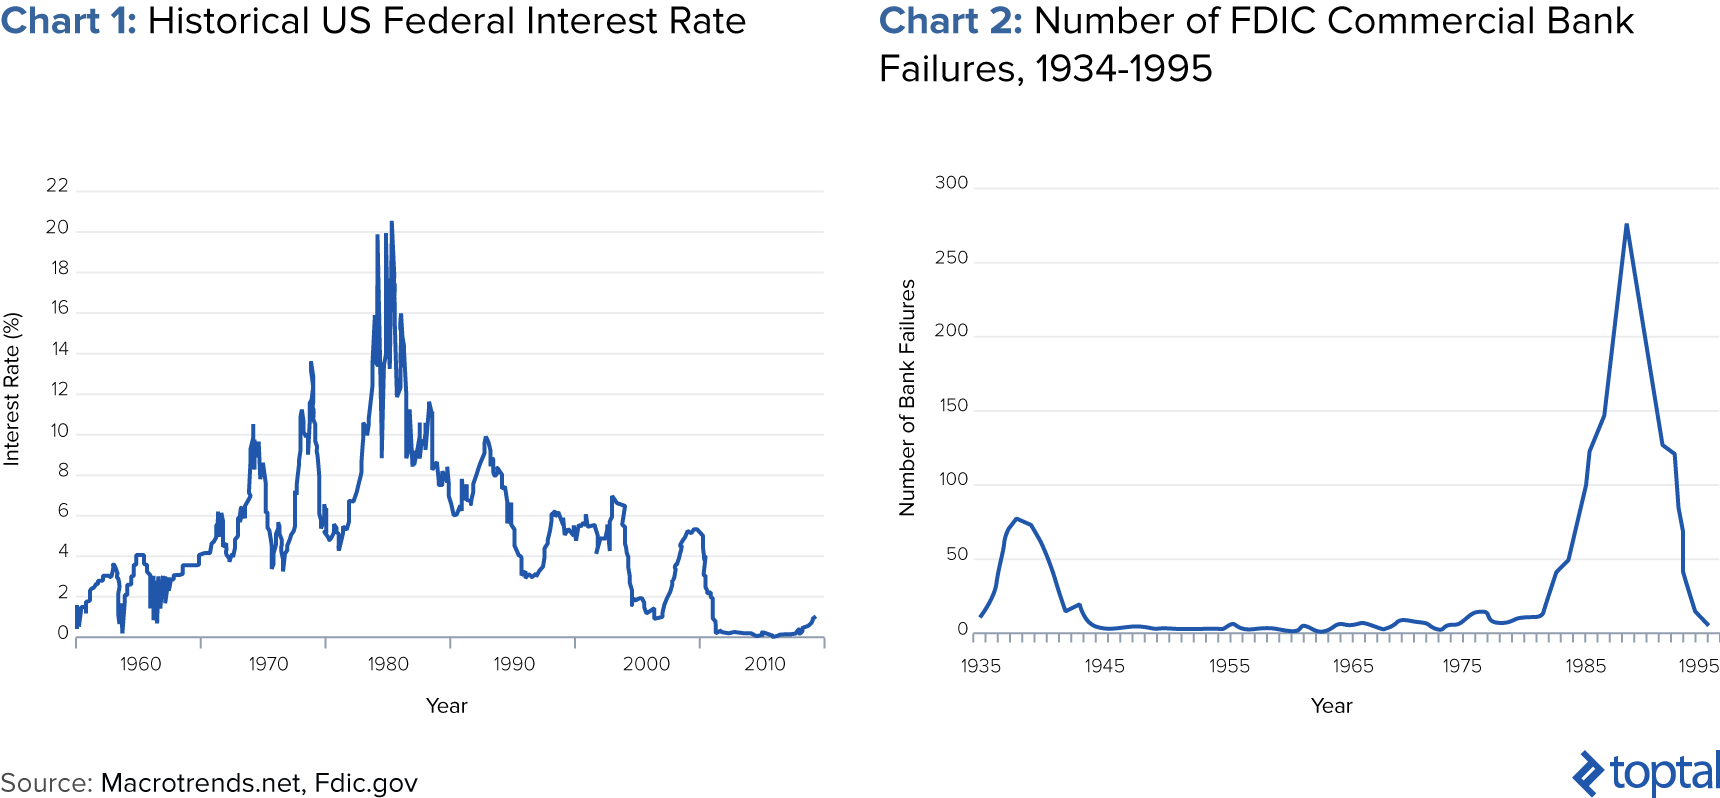 Chart 1: Historical US Federal Interest Rate
Interest Rate (%)
22
20
18
16
14
12
10
8
6
4
2
0
1960 1970 1980 1990 2000 2010
Year
Chart 2: Number of FDIC Commercial Bank
Failures, 1934-1995
Number of Bank Failures
300
250
200
150
100
50
0
1935 1945 1955 1965 1975 1985 1995
Year
Source: Macrotrends.net, Fdic.gov
toptal